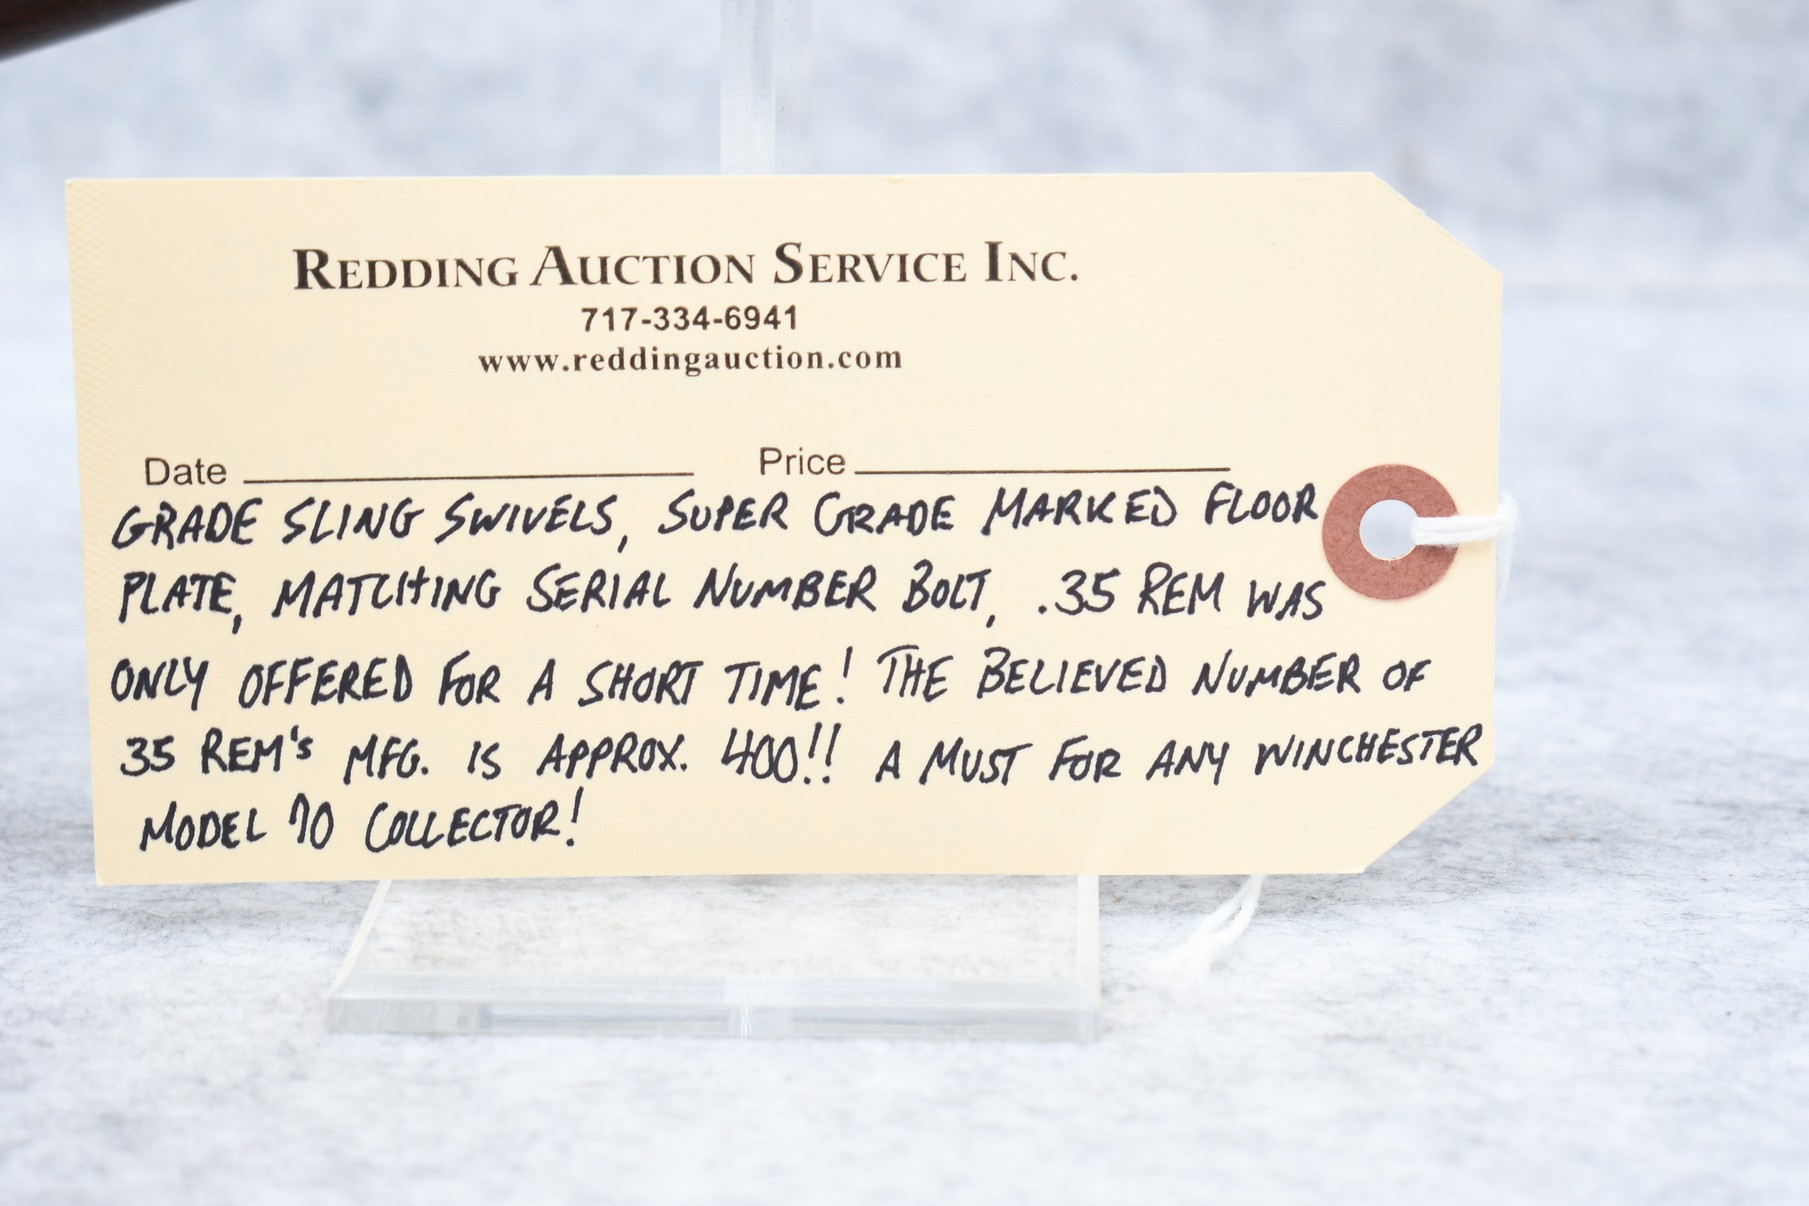 REDDING AUCTION SERVICE INC.
717-334-6941
www.reddingauction.com
Date Price
GRADE SLING SWIVELS, SUPER GRADE MARKED FLOOR
PLATE, MATCHING SERIAL NUMBER BOLT, .35 REM WAS
ONLY OFFERED FOR A SHORT TIME! THE BELIEVED NUMBER OF
35 REM's MFG. IS APPROX. 400!! A MUST FOR ANY WINCHESTER
MODEL 70 COLLECTOR!